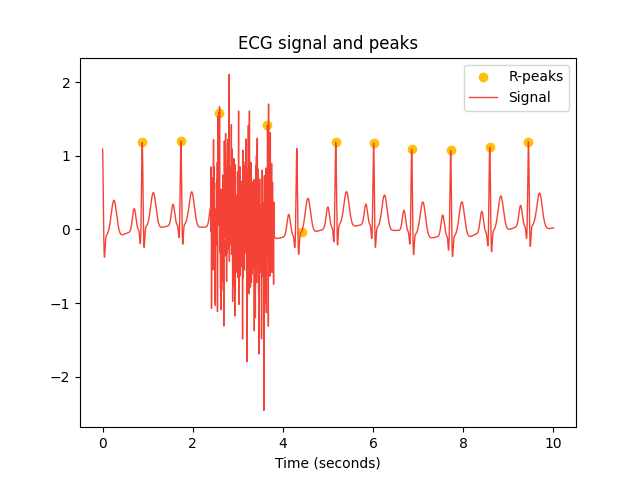 ECG signal and peaks
R-peaks
Signal
2
1
0
−1
−2
0 2 4 6 8 10
Time (seconds)